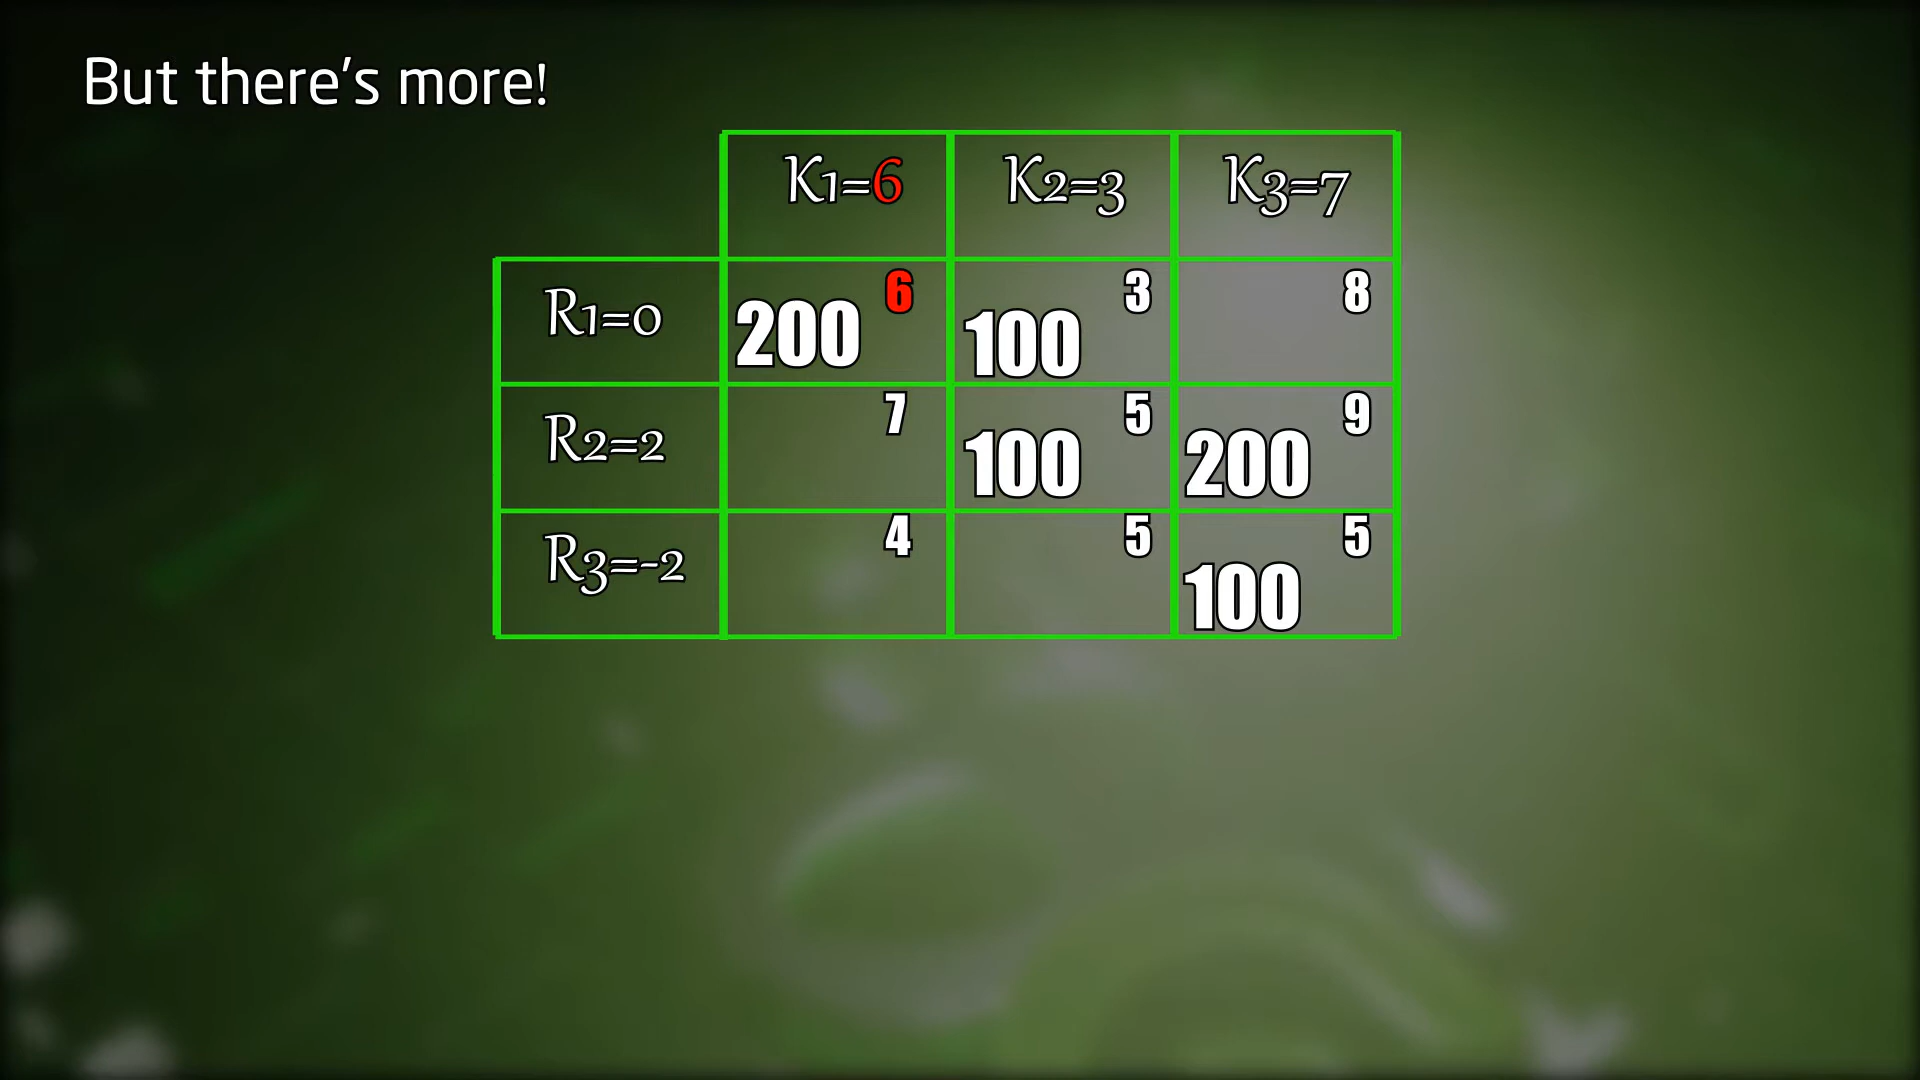 But there's more!
K1=6 K2=3 K3=7
R1=0 200 6 100 3 8
R2=2 7 100 5 200 9
R3=-2 4 5 100 5